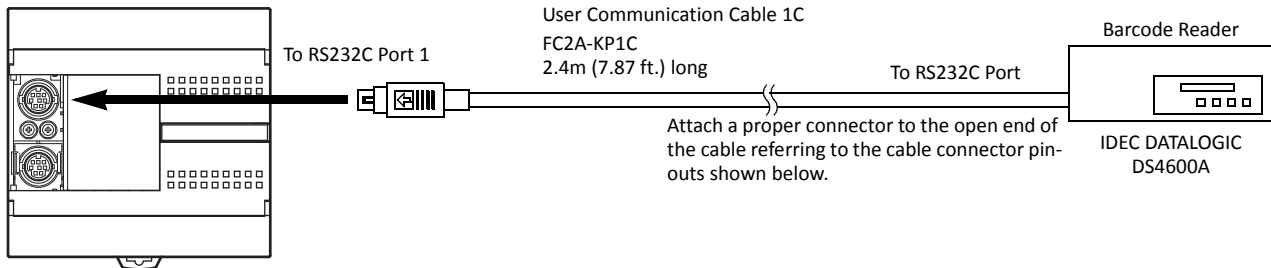 User Communication Cable 1C
FC2A-KP1C
2.4m (7.87 ft.) long
To RS232C Port 1
To RS232C Port
Barcode Reader
Attach a proper connector to the open end of
the cable referring to the cable connector pin-
outs shown below.
IDEC DATALOGIC
DS4600A